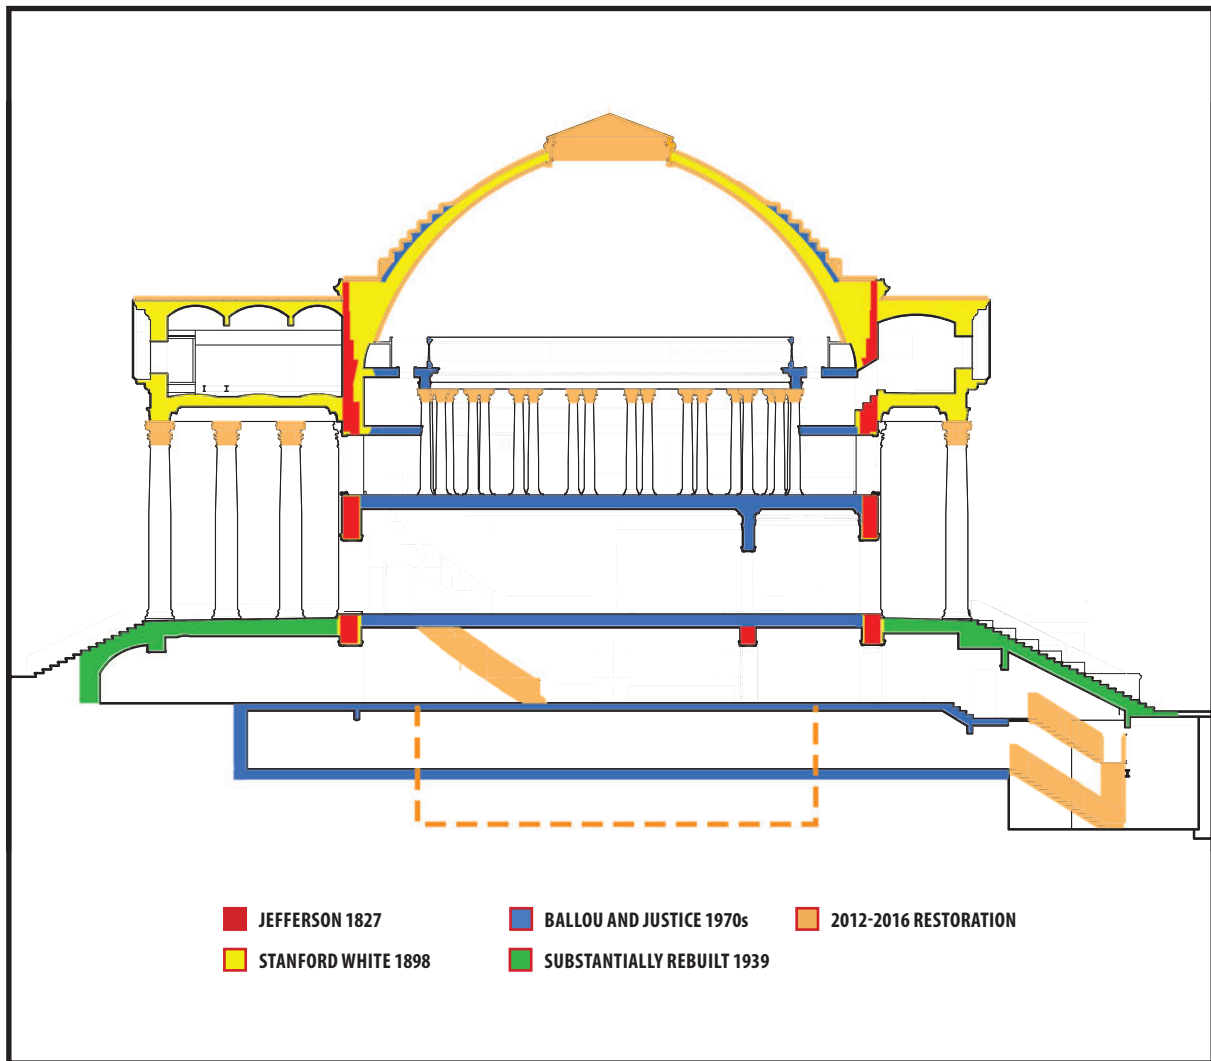 JEFFERSON 1827
BALLOU AND JUSTICE 1970s
2012-2016 RESTORATION
STANFORD WHITE 1898
SUBSTANTIALLY REBUILT 1939